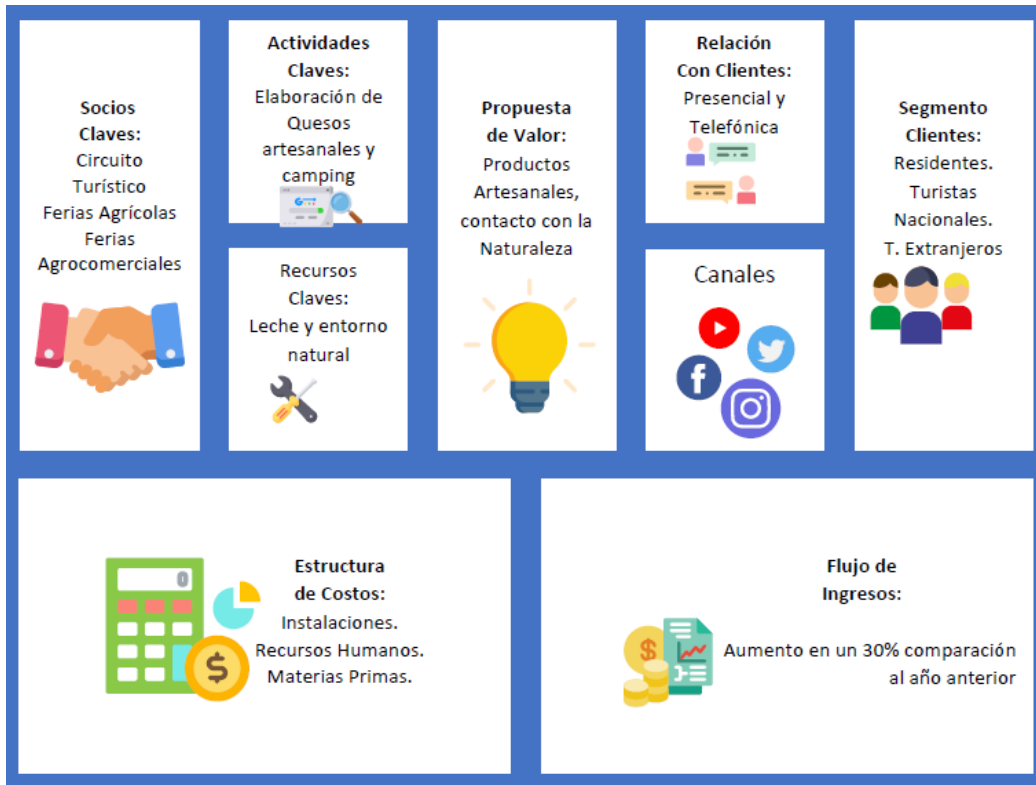 Socios
Claves:
Circuito
Turístico
Ferias Agrícolas
Ferias
Agrocomerciales
Actividades
Claves:
Elaboración de
Quesos
artesanales y
camping
Recursos
Claves:
Leche y entorno
natural
Propuesta
de Valor:
Productos
Artesanales,
contacto con la
Naturaleza
Relación
Con Clientes:
Presencial y
Telefónica
Canales
Segmento
Clientes:
Residentes.
Turistas
Nacionales.
T. Extranjeros
0
$
Estructura
de Costos:
Instalaciones.
Recursos Humanos.
Materias Primas.
$
Flujo de
Ingresos:
Aumento en un 30% comparación
al año anterior